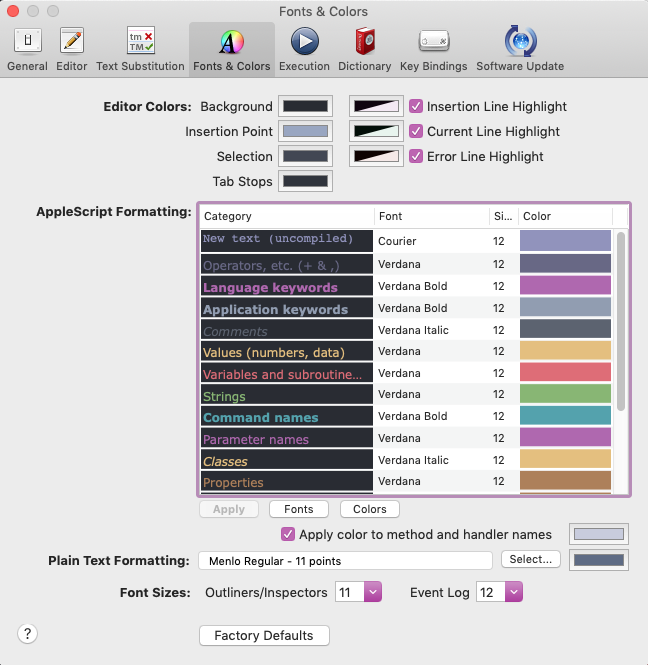 Fonts & Colors
General Editor Text Substitution Fonts & Colors Execution Dictionary Key Bindings Software Update
Editor Colors: Background Insertion Line Highlight
Insertion Point Current Line Highlight
Selection Error Line Highlight
Tab Stops
AppleScript Formatting:
Category Font Si... Color
New text (uncompiled) Courier 12
Operators, etc. (+ & ,) Verdana 12
Language keywords Verdana Bold 12
Application keywords Verdana Bold 12
Comments Verdana Italic 12
Values (numbers, data) Verdana 12
Variables and subroutine... Verdana 12
Strings Verdana 12
Command names Verdana Bold 12
Parameter names Verdana 12
Classes Verdana Italic 12
Properties Verdana 12
Apply Fonts Colors
Apply color to method and handler names
Plain Text Formatting: Menlo Regular - 11 points Select...
Font Sizes: Outliners/Inspectors 11 Event Log 12
? Factory Defaults